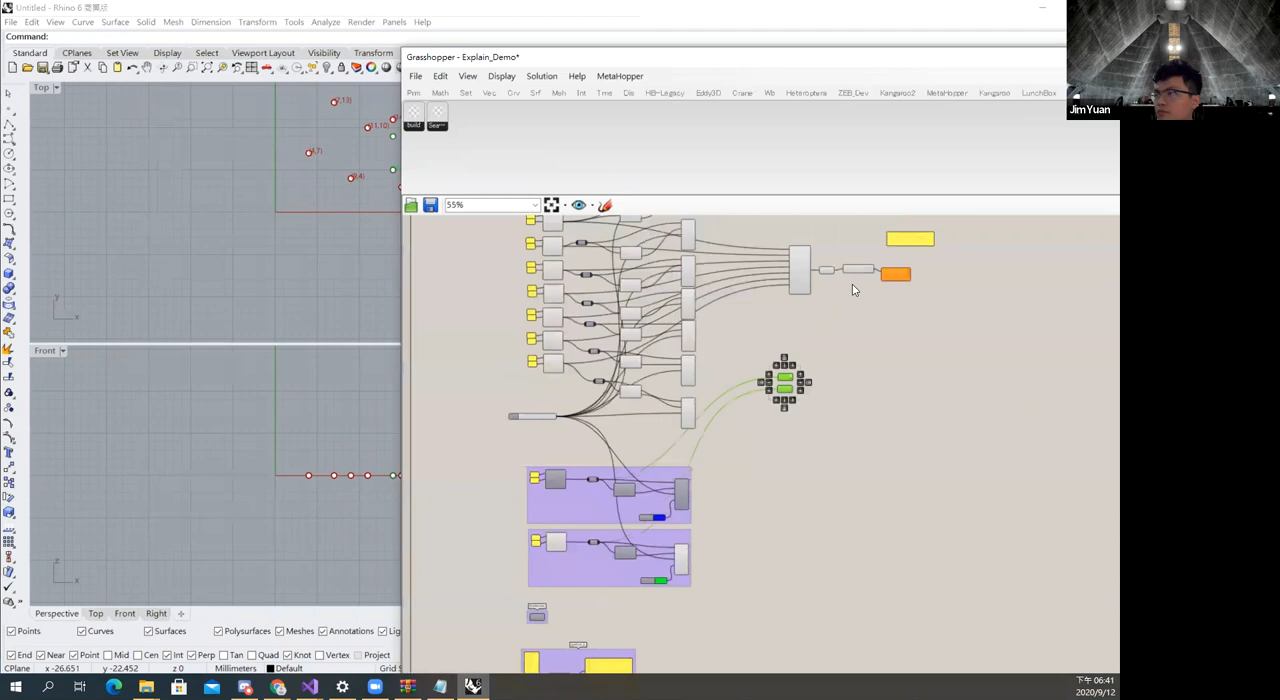 Untitled - Rhino 6 商業版
File Edit View Curve Surface Solid Mesh Dimension Transform Tools Analyze Render Panels Help
Command:
Standard CPlanes Set View Display Select Viewport Layout Visibility Transform
Top
Grasshopper - Explain_Demo*
File Edit View Display Solution Help MetaHopper
Prm Math Set Vec Crv Srf Msh Int Trns Dis HB-Legacy Eddy3D Crane Wb Heteroptera ZEB_Dev Kangaroo2 MetaHopper Kangaroo LunchBox
build
JimYuan
55%
Front
Perspective Top Front Right
Points Curves Surfaces Polysurfaces Meshes Annotations
End Near Point Mid Cen Int Perp Tan Quad Knot Vertex Project
CPlane x -26.651 y -22.452 z 0 Millimeters Default Grid S
下午 06:41
2020/9/12